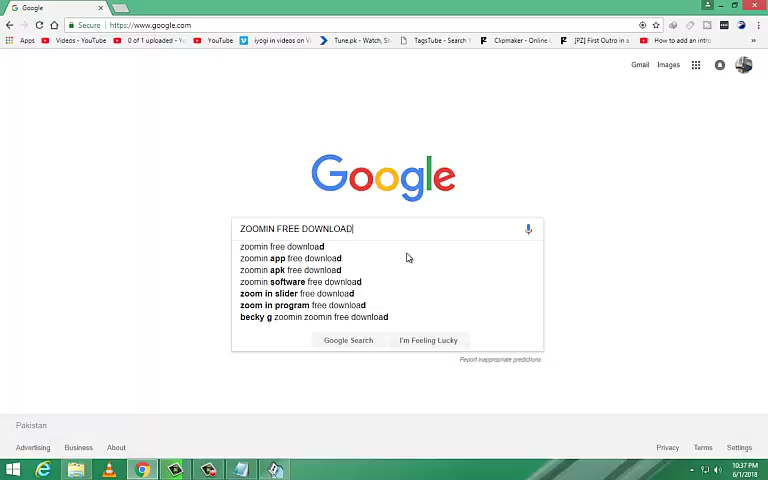 Google
Secure
https://www.google.com
Apps
Videos - YouTube
0 of 1 uploaded - Yo
YouTube
iyogi in videos on Vi
Tune.pk - Watch, Sh
TagsTube - Search Y
Clipmaker - Online C
[PZ] First Outro in a
How to add an intro
»
Gmail
Images
Google
ZOOMIN FREE DOWNLOAD
zoomin free download
zoomin app free download
zoomin apk free download
zoomin software free download
zoom in slider free download
zoom in program free download
becky g zoomin zoomin free download
Google Search
I'm Feeling Lucky
Report inappropriate predictions
Pakistan
Advertising
Business
About
Privacy
Terms
Settings
10:37 PM
6/1/2018